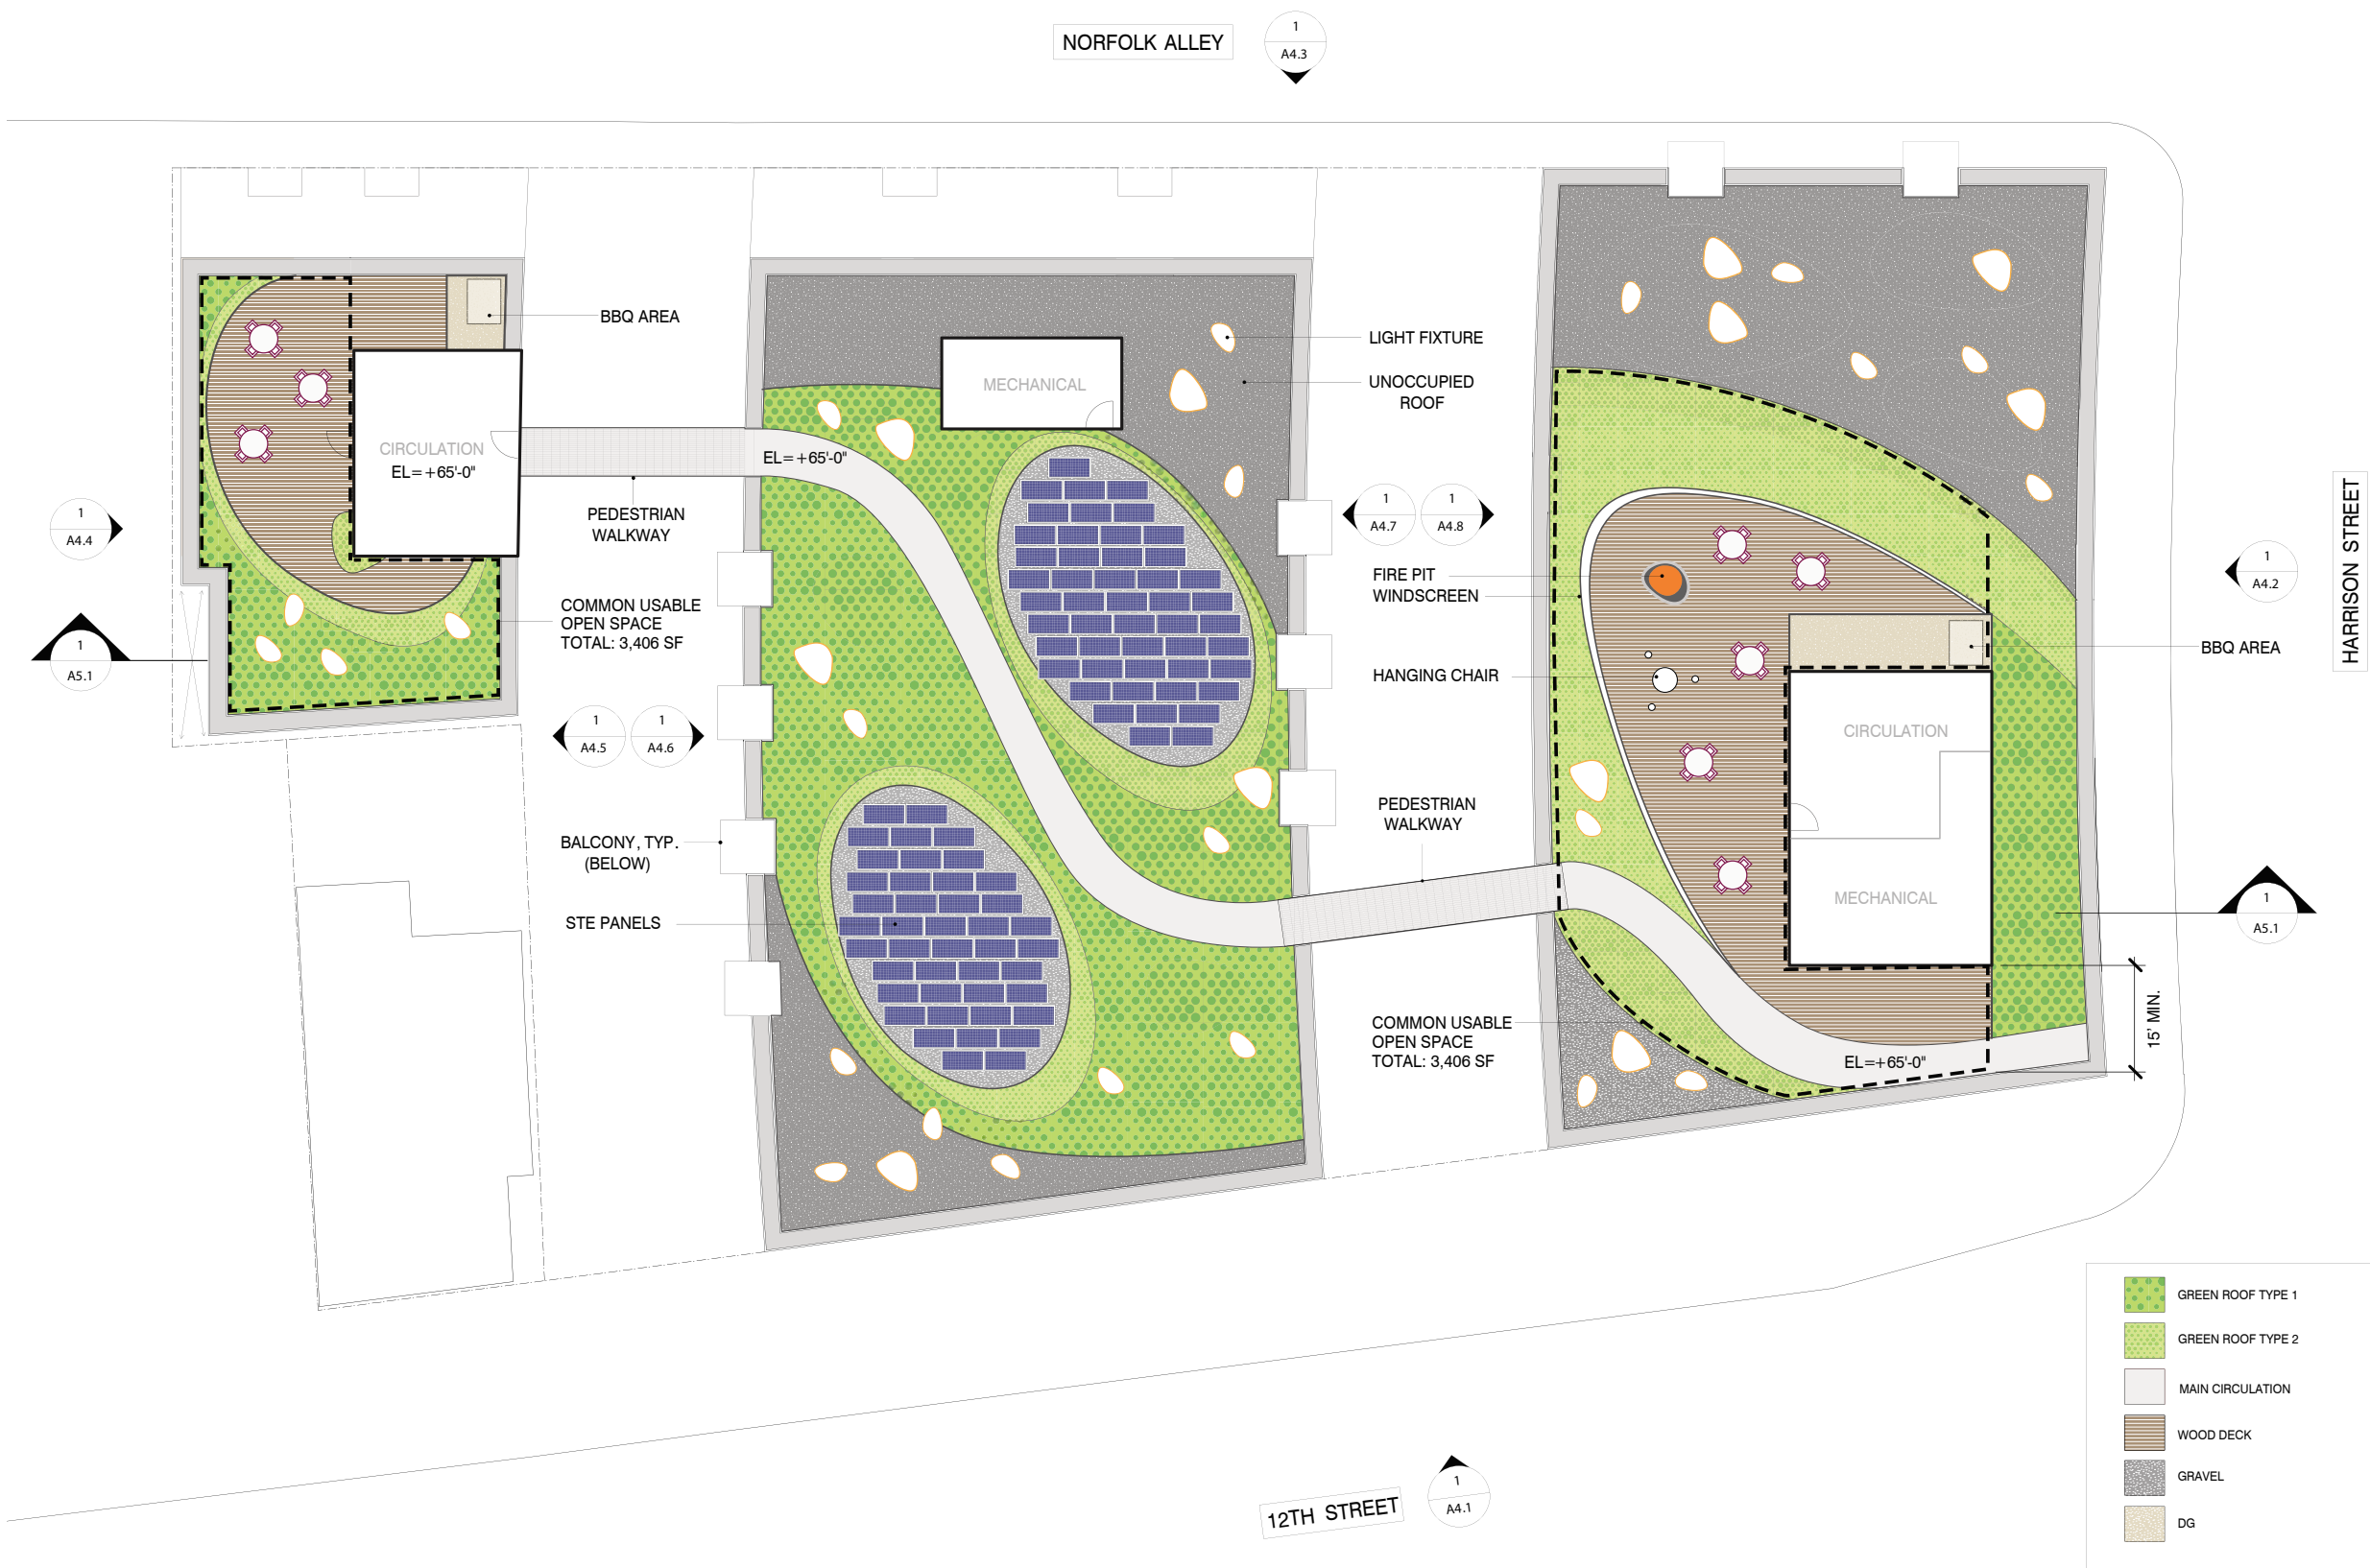 NORFOLK ALLEY
1
A4.3
BBQ AREA
LIGHT FIXTURE
UNOCCUPIED
ROOF
MECHANICAL
CIRCULATION
EL=+65'-0"
EL=+65'-0"
PEDESTRIAN
WALKWAY
1
A4.4
1
A4.7
1
A4.8
HARRISON STREET
1
A4.2
FIRE PIT
WINDSCREEN
COMMON USABLE
OPEN SPACE
TOTAL: 3,406 SF
1
A5.1
BBQ AREA
HANGING CHAIR
1
A4.5
1
A4.6
CIRCULATION
PEDESTRIAN
WALKWAY
BALCONY, TYP.
(BELOW)
MECHANICAL
1
A5.1
STE PANELS
15' MIN.
COMMON USABLE
OPEN SPACE
TOTAL: 3,406 SF
EL=+65'-0"
GREEN ROOF TYPE 1
GREEN ROOF TYPE 2
MAIN CIRCULATION
WOOD DECK
GRAVEL
DG
12TH STREET
1
A4.1